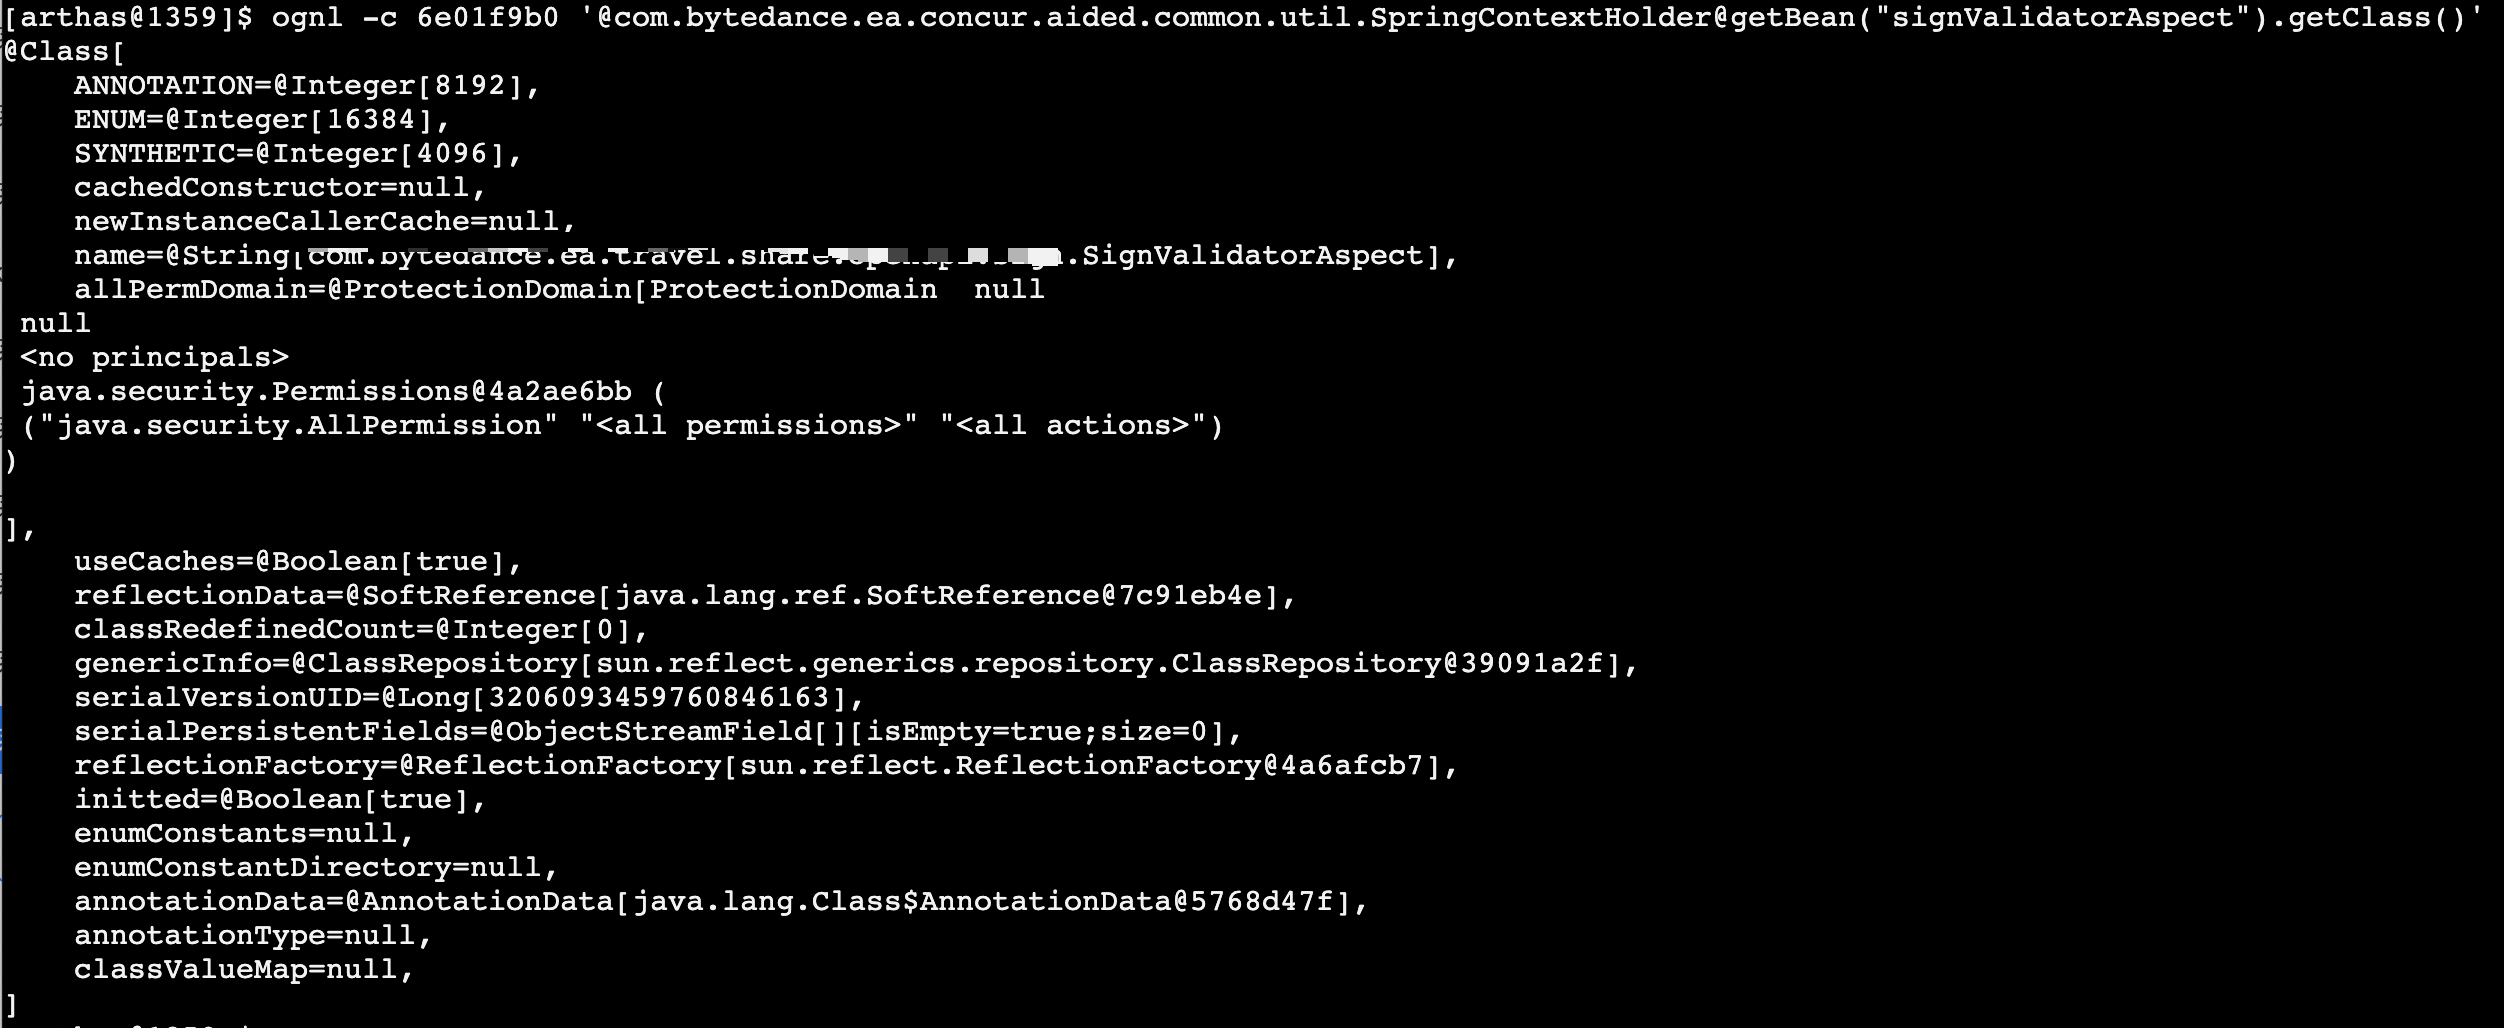 [arthas@1359]$ ognl -c 6e01f9b0 '@com.bytedance.ea.concur.aided.common.util.SpringContextHolder@getBean("signValidatorAspect").getClass()'
@Class[
    ANNOTATION=@Integer[8192],
    ENUM=@Integer[16384],
    SYNTHETIC=@Integer[4096],
    cachedConstructor=null,
    newInstanceCallerCache=null,
    name=@String[com.bytedance.ea.travel.share.SignValidatorAspect],
    allPermDomain=@ProtectionDomain[ProtectionDomain  null
 null
 <no principals>
 java.security.Permissions@4a2ae6bb (
 ("java.security.AllPermission" "<all permissions>" "<all actions>")
)
],
    useCaches=@Boolean[true],
    reflectionData=@SoftReference[java.lang.ref.SoftReference@7c91eb4e],
    classRedefinedCount=@Integer[0],
    genericInfo=@ClassRepository[sun.reflect.generics.repository.ClassRepository@39091a2f],
    serialVersionUID=@Long[3206093459760846163],
    serialPersistentFields=@ObjectStreamField[][isEmpty=true;size=0],
    reflectionFactory=@ReflectionFactory[sun.reflect.ReflectionFactory@4a6afcb7],
    initted=@Boolean[true],
    enumConstants=null,
    enumConstantDirectory=null,
    annotationData=@AnnotationData[java.lang.Class$AnnotationData@5768d47f],
    annotationType=null,
    classValueMap=null,
]